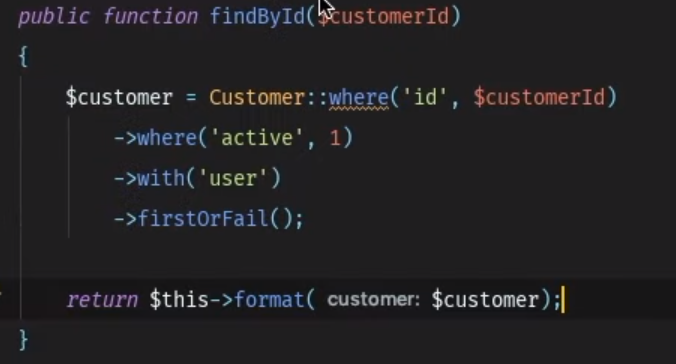 public function findById($customerId)
{
$customer = Customer::where('id', $customerId)
->where('active', 1)
->with('user')
->firstOrFail();
return $this->format( customer: $customer);
}